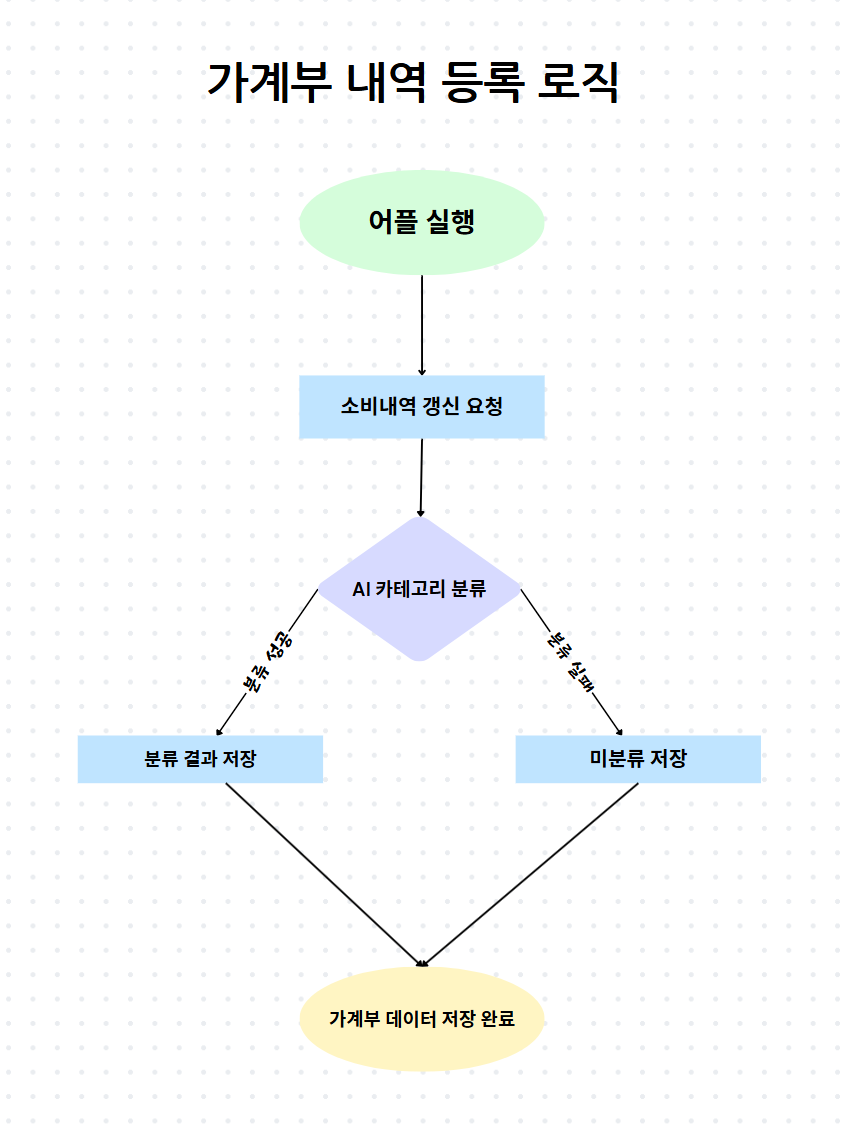 가계부 내역 등록 로직
어플 실행
소비내역 갱신 요청
AI 카테고리 분류
분류 성공
분류 실패
분류 결과 저장
미분류 저장
가계부 데이터 저장 완료